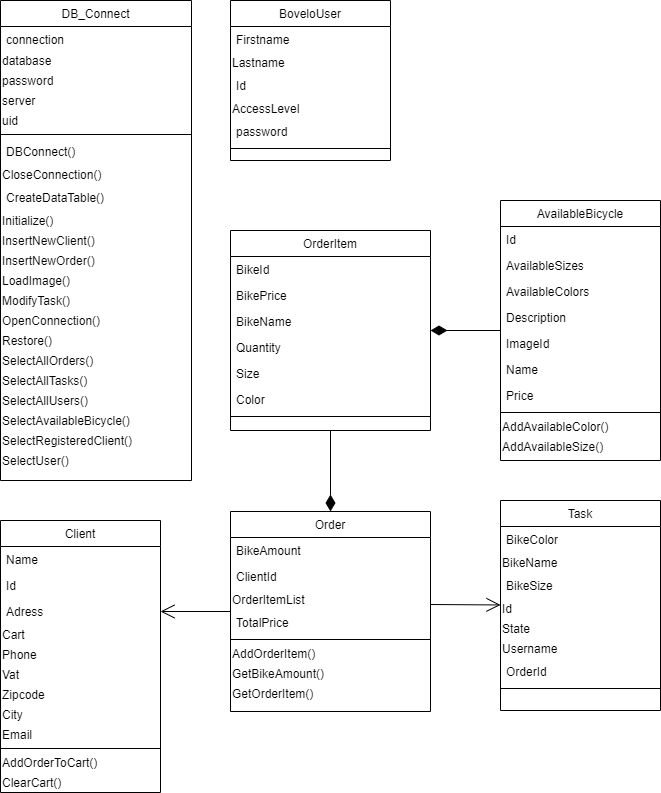 DB_Connect
connection
database
password
server
uid
DBConnect()
CloseConnection()
CreateDataTable()
Initialize()
InsertNewClient()
InsertNewOrder()
LoadImage()
ModifyTask()
OpenConnection()
Restore()
SelectAllOrders()
SelectAllTasks()
SelectAllUsers()
SelectAvailableBicycle()
SelectRegisteredClient()
SelectUser()
BoveloUser
Firstname
Lastname
Id
AccessLevel
password
OrderItem
BikeId
BikePrice
BikeName
Quantity
Size
Color
AvailableBicycle
Id
AvailableSizes
AvailableColors
Description
ImageId
Name
Price
AddAvailableColor()
AddAvailableSize()
Client
Name
Id
Adress
Cart
Phone
Vat
Zipcode
City
Email
AddOrderToCart()
ClearCart()
Order
BikeAmount
ClientId
OrderItemList
TotalPrice
AddOrderItem()
GetBikeAmount()
GetOrderItem()
Task
BikeColor
BikeName
BikeSize
Id
State
Username
OrderId